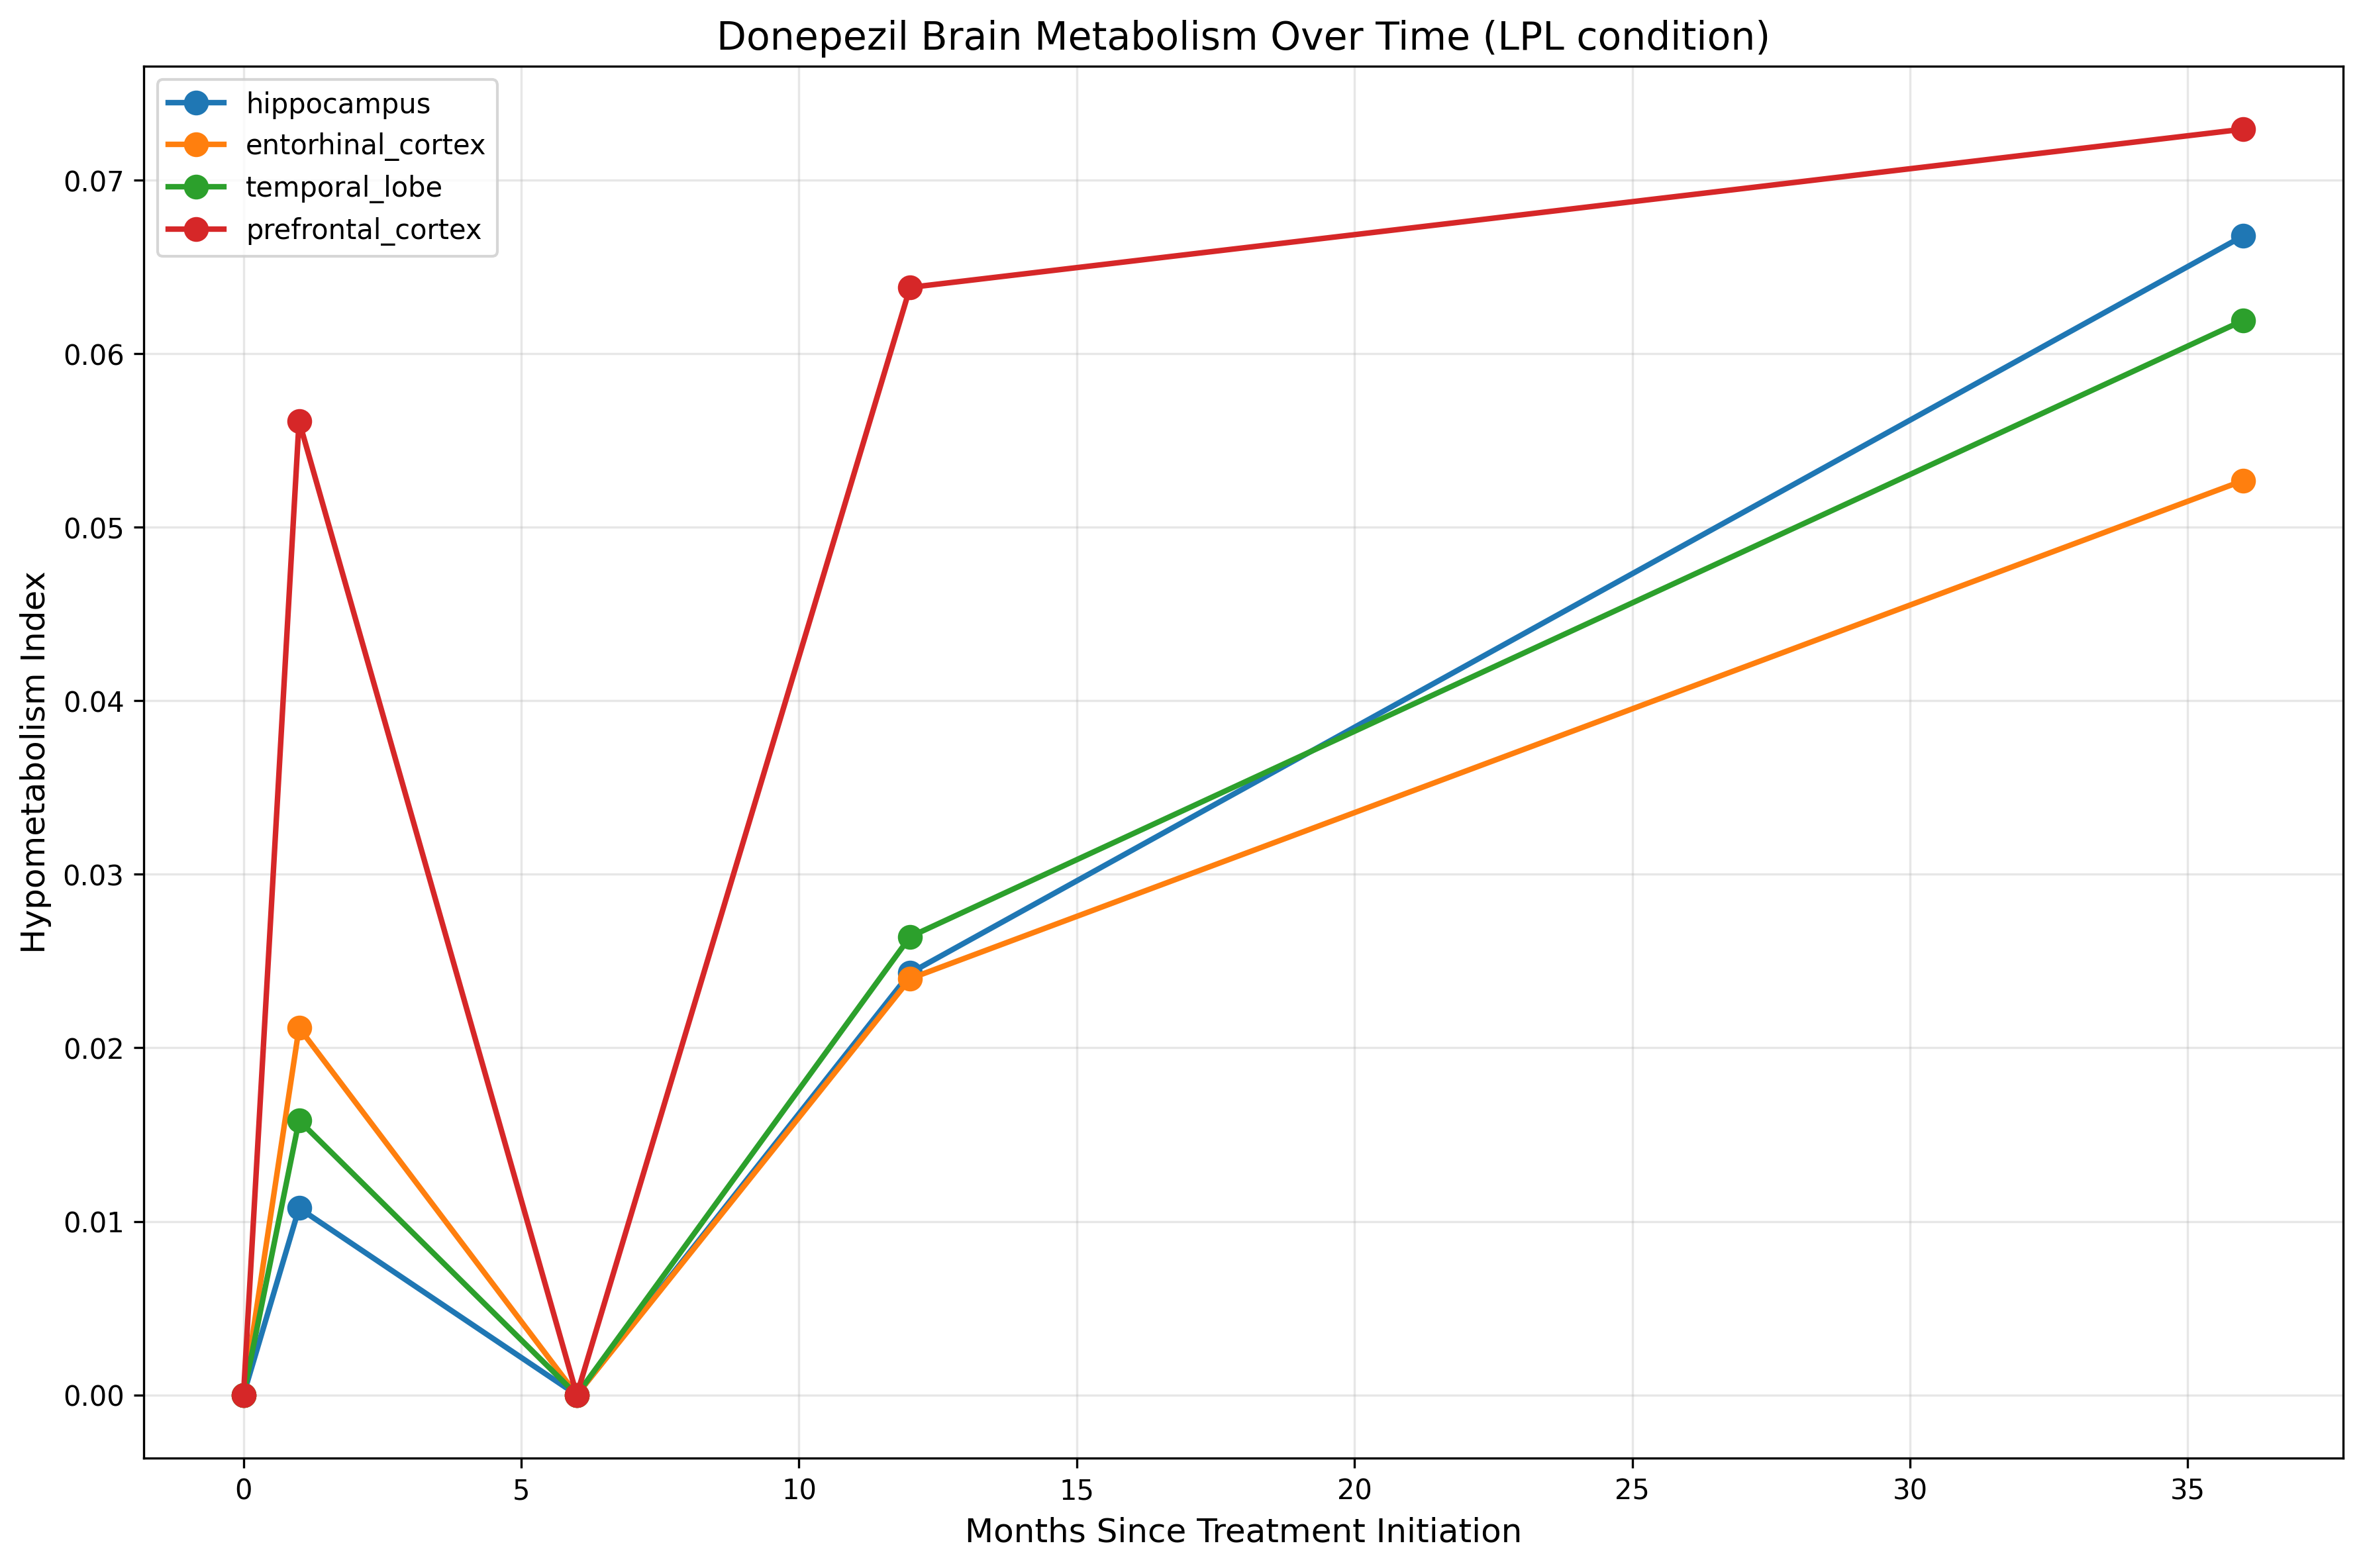 Donepezil Brain Metabolism Over Time (LPL condition)
hippocampus
entorhinal_cortex
temporal_lobe
prefrontal_cortex
Hypometabolism Index
0.07
0.06
0.05
0.04
0.03
0.02
0.01
0.00
0 5 10 15 20 25 30 35
Months Since Treatment Initiation